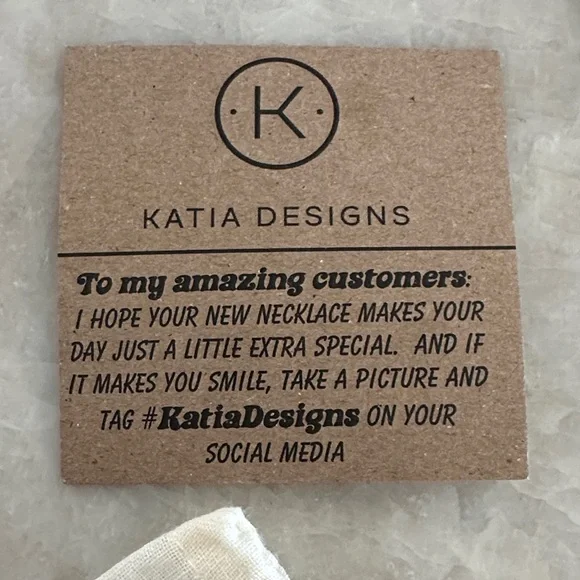 ·K·
KATIA DESIGNS
To my amazing customers:
I HOPE YOUR NEW NECKLACE MAKES YOUR
DAY JUST A LITTLE EXTRA SPECIAL. AND IF
IT MAKES YOU SMILE, TAKE A PICTURE AND
TAG #KatiaDesigns ON YOUR
SOCIAL MEDIA